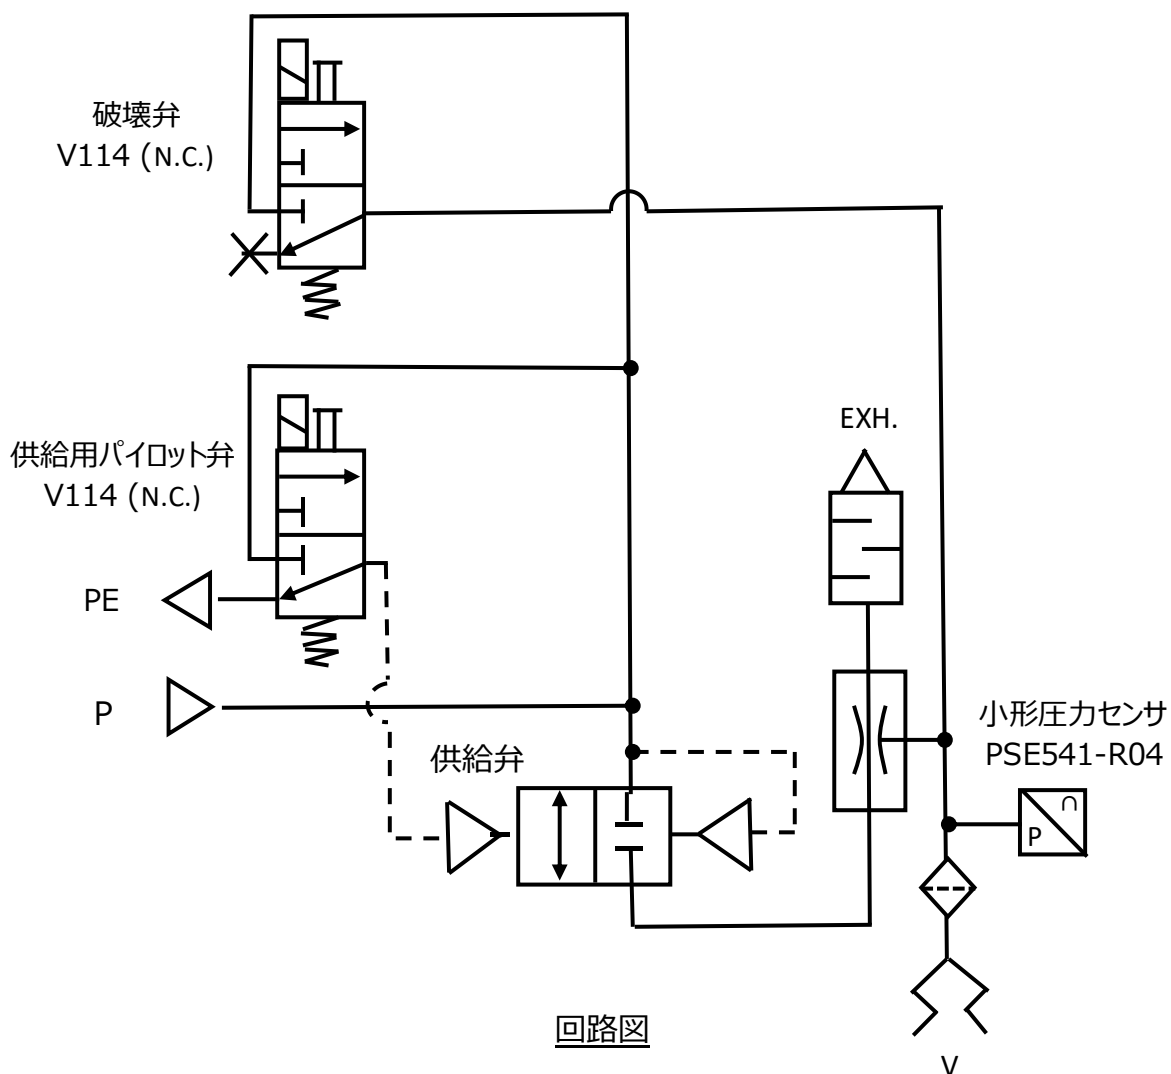 破壊弁
V114 (N.C.)
供給用パイロット弁
V114 (N.C.)
EXH.
PE
P
供給弁
小形圧力センサ
PSE541-R04
∩
P
回路図
V